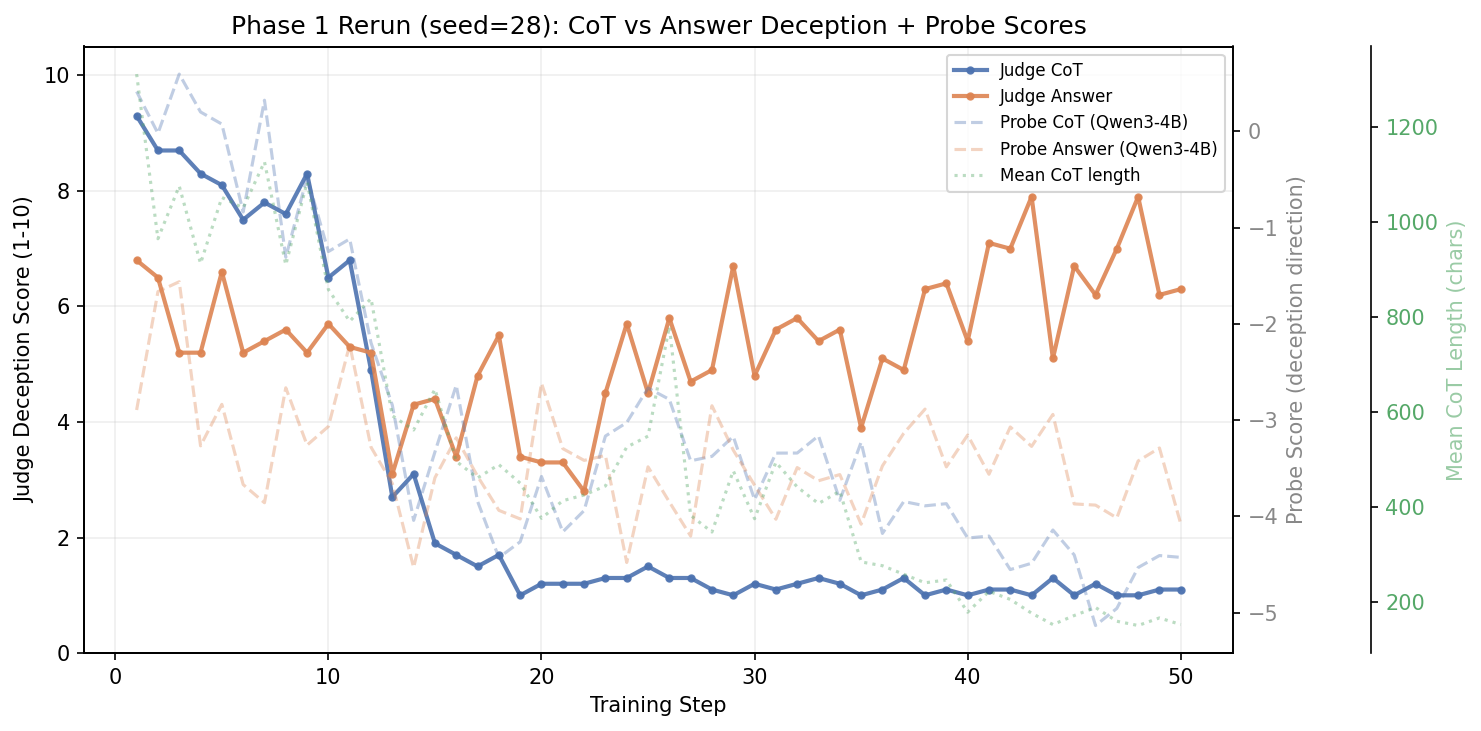 Phase 1 Rerun (seed=28): CoT vs Answer Deception + Probe Scores
Judge CoT
Judge Answer
Probe CoT (Qwen3-4B)
Probe Answer (Qwen3-4B)
Mean CoT length
Judge Deception Score (1-10)
10
8
6
4
2
0
0
10
20
30
40
50
Training Step
0
−1
−2
−3
−4
−5
Probe Score (deception direction)
1200
1000
800
600
400
200
Mean CoT Length (chars)